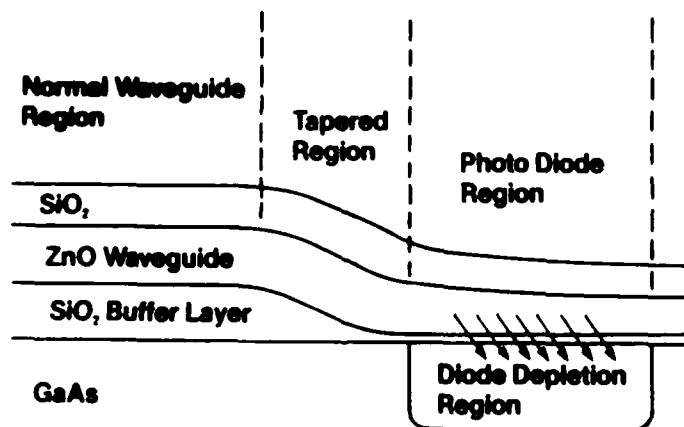 Normal Waveguide
Region
Tapered
Region
Photo Diode
Region
SiO₂
ZnO Waveguide
SiO₂ Buffer Layer
GaAs
Diode Depletion
Region